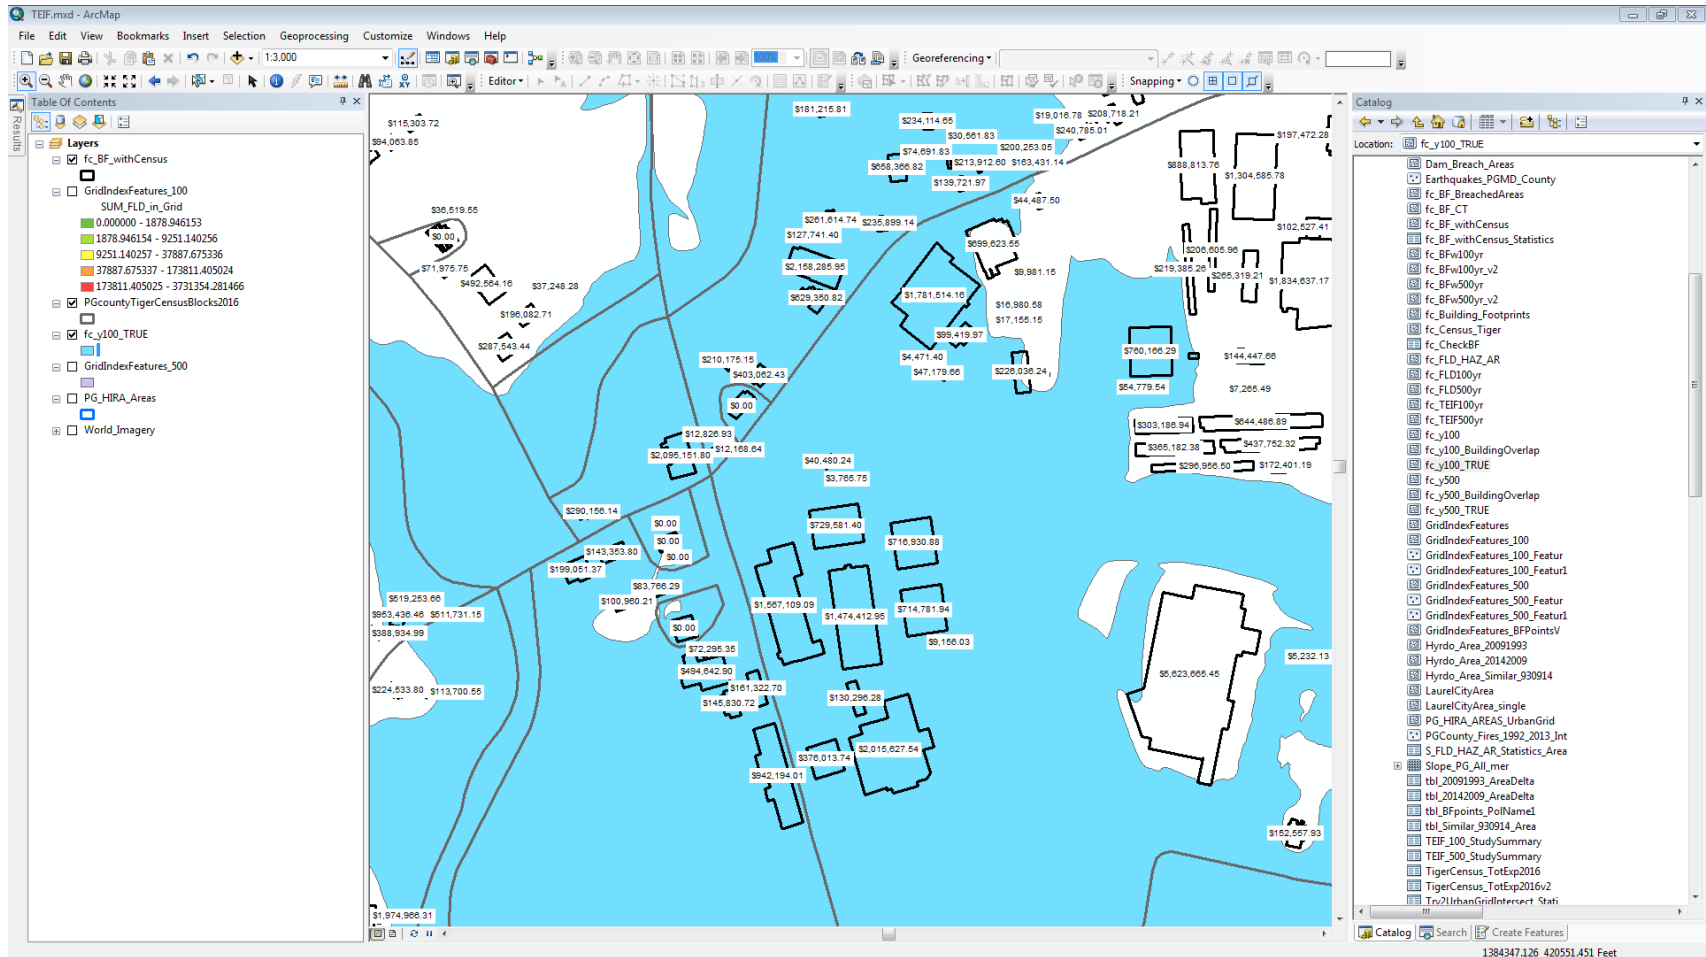 TEIF.mxd - ArcMap
File Edit View Bookmarks Insert Selection Geoprocessing Customize Windows Help
1:3,000
100%
Georeferencing
Editor
Snapping
Results
Table Of Contents
Layers
fc_BF_withCensus
GridIndexFeatures_100
SUM_FLD_in_Grid
0.000000 - 1878.946153
1878.946154 - 9251.140256
9251.140257 - 37887.675336
37887.675337 - 173811.405024
173811.405025 - 3731354.281466
PGcountyTigerCensusBlocks2016
fc_y100_TRUE
GridIndexFeatures_500
PG_HIRA_Areas
World_Imagery
$115,303.72
$94,063.85
$181,215.81
$234,114.65
$19,016.78 $208,718.21
$240,785.01
$30,561.83
$200,253.05
$74,691.83
$658,366.82
$213,912.60 $163,431.14
$139,721.97
$197,472.28
$888,813.76
$1,304,585.78
$44,487.50
$36,519.55
$0.00
$261,614.74 $235,899.14
$127,741.40
$699,623.55
$102,527.41
$206,605.96
$71,975.75
$492,564.16
$37,248.28
$2,158,285.95
$9,981.15
$219,385.26
$265,319.21
$1,834,637.17
$629,350.82
$1,781,514.16
$16,980.58
$17,155.15
$196,082.71
$99,419.97
$287,543.44
$210,175.15
$403,062.43
$4,471.40
$47,179.66
$226,036.24
$760,166.29
$144,447.66
$54,779.54
$7,265.49
$0.00
$12,826.93
$12,168.64
$2,095,151.80
$303,186.94
$644,486.89
$365,182.38
$437,752.32
$296,956.50
$172,401.19
$40,480.24
$3,765.75
$290,156.14
$0.00
$0.00
$0.00
$729,581.40
$716,930.88
$143,353.80
$199,051.37
$83,766.29
$100,960.21
$519,253.66
$953,436.46 $511,731.15
$388,934.99
$1,567,109.09
$1,474,412.95
$714,781.94
$9,156.03
$0.00
$72,295.35
$494,642.90
$161,322.70
$145,830.72
$130,296.28
$224,533.80 $113,700.55
$5,232.13
$5,623,665.45
$376,013.74
$2,015,627.54
$942,194.01
$152,557.93
$1,974,966.31
Catalog
Location: fc_y100_TRUE
Dam_Breach_Areas
Earthquakes_PGMD_County
fc_BF_BreachedAreas
fc_BF_CT
fc_BF_withCensus
fc_BF_withCensus_Statistics
fc_BFw100yr
fc_BFw100yr_v2
fc_BFw500yr
fc_BFw500yr_v2
fc_Building_Footprints
fc_Census_Tiger
fc_CheckBF
fc_FLD_HAZ_AR
fc_FLD100yr
fc_FLD500yr
fc_TEIF100yr
fc_TEIF500yr
fc_y100
fc_y100_BuildingOverlap
fc_y100_TRUE
fc_y500
fc_y500_BuildingOverlap
fc_y500_TRUE
GridIndexFeatures
GridIndexFeatures_100
GridIndexFeatures_100_Featur
GridIndexFeatures_100_Featur1
GridIndexFeatures_500
GridIndexFeatures_500_Featur
GridIndexFeatures_500_Featur1
GridIndexFeatures_BFPointsV
Hyrdo_Area_20091993
Hyrdo_Area_20142009
Hyrdo_Area_Similar_930914
LaurelCityArea
LaurelCityArea_single
PG_HIRA_AREAS_UrbanGrid
PGCounty_Fires_1992_2013_Int
S_FLD_HAZ_AR_Statistics_Area
Slope_PG_All_mer
tbl_20091993_AreaDelta
tbl_20142009_AreaDelta
tbl_BFpoints_PolName1
tbl_Similar_930914_Area
TEIF_100_StudySummary
TEIF_500_StudySummary
TigerCensus_TotExp2016
TigerCensus_TotExp2016v2
Try2UrbanGridIntersect_Stati
Catalog Search Create Features
1384347.126 420551.451 Feet